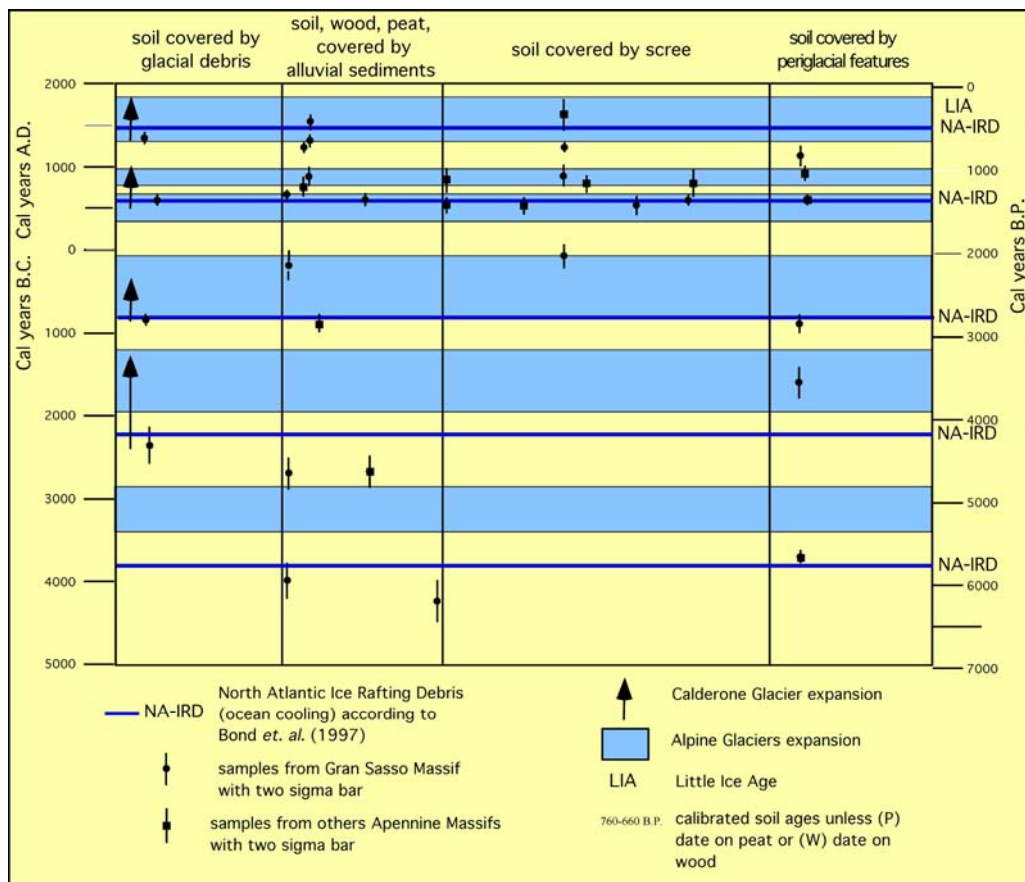 soil covered by
glacial debris
soil, wood, peat,
covered by
alluvial sediments
soil covered by scree
soil covered by
periglacial features
Cal years A.D.
Cal years B.C.
2000
1000
0
1000
2000
3000
4000
5000
0
1000
2000
3000
4000
5000
6000
7000
Cal years B.P.
LIA
NA-IRD
NA-IRD
NA-IRD
NA-IRD
NA-IRD
NA-IRD
North Atlantic Ice Rafting Debris
(ocean cooling) according to
Bond et. al. (1997)
samples from Gran Sasso Massif
with two sigma bar
samples from others Apennine Massifs
with two sigma bar
Calderone Glacier expansion
Alpine Glaciers expansion
LIA
Little Ice Age
760-660 B.P.
calibrated soil ages unless (P)
date on peat or (W) date on
wood